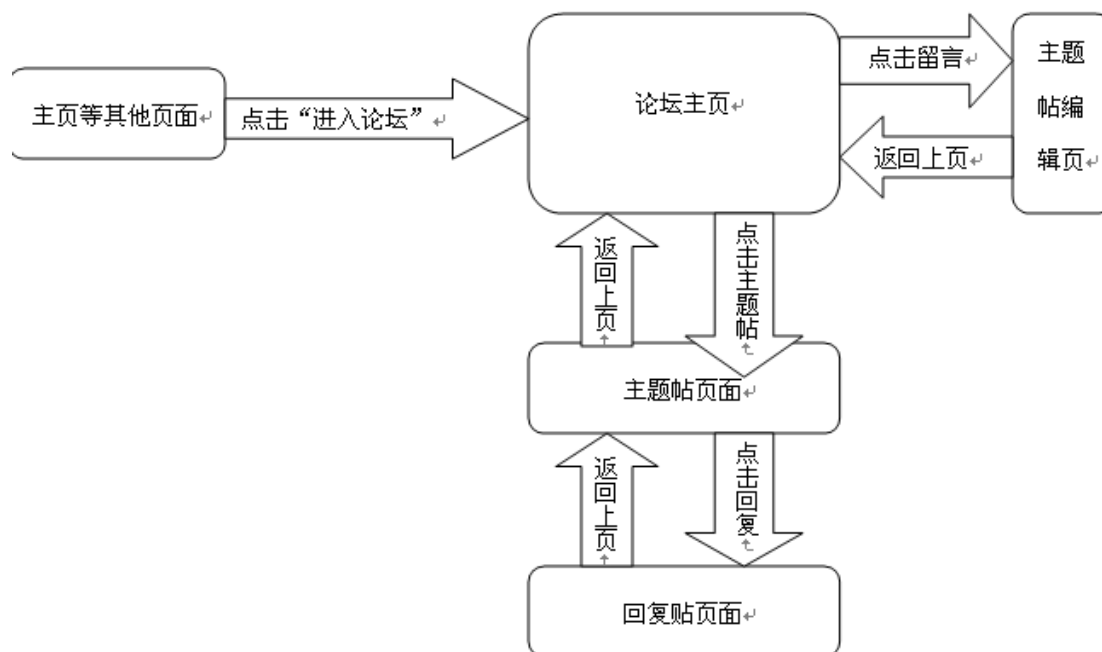 主页等其他页面
点击“进入论坛”
论坛主页
点击留言
返回上页
主题
帖编
辑页
返回上页
点击主题帖
主题帖页面
返回上页
点击回复
回复贴页面